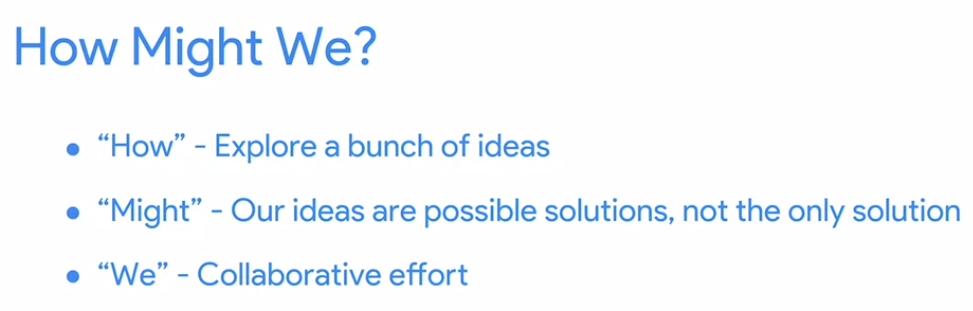 How Might We?
● “How” - Explore a bunch of ideas
● “Might” - Our ideas are possible solutions, not the only solution
● “We” - Collaborative effort